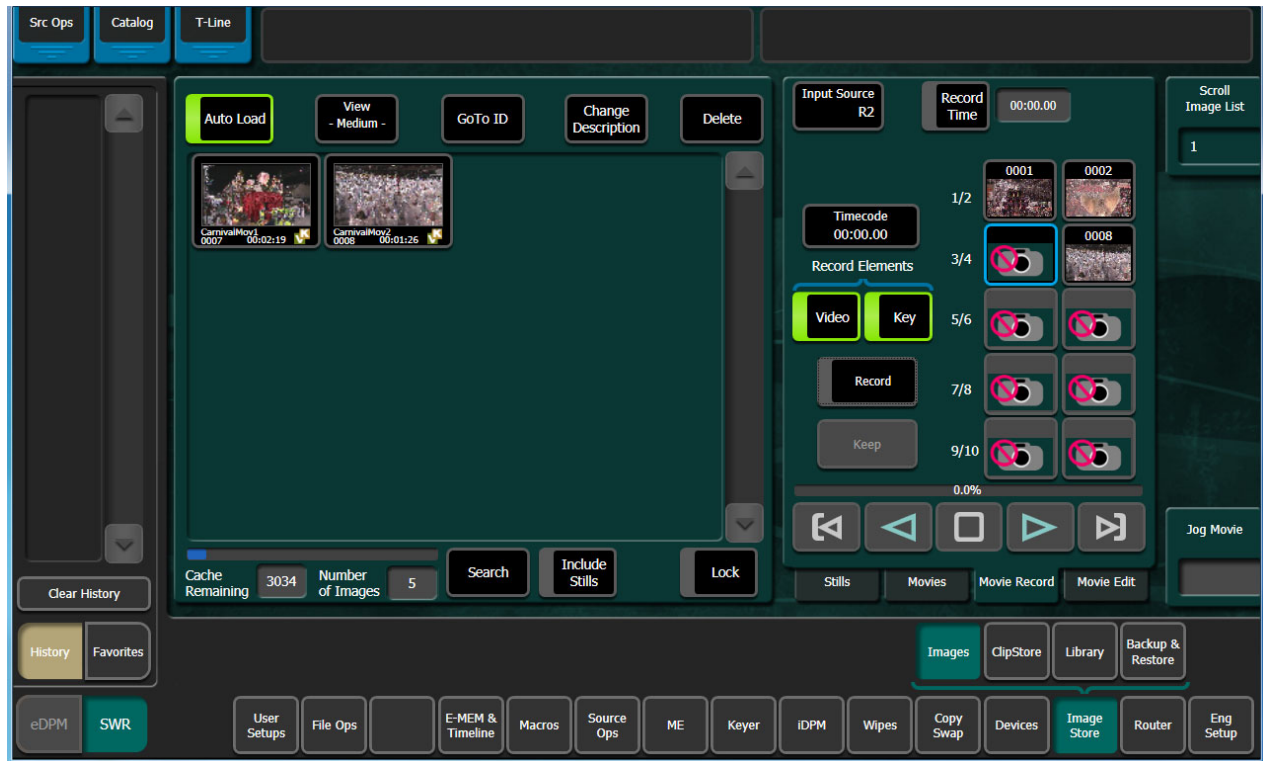 Src Ops
Catalog
T-Line
Auto Load
View
- Medium -
GoTo ID
Change
Description
Delete
Input Source
R2
Record
Time
00:00.00
Scroll
Image List
1
CarnivalMov1
0007 00:02:19
CarnivalMov2
0008 00:01:26
0001
0002
1/2
Timecode
00:00.00
0008
3/4
Record Elements
Video
Key
5/6
Record
7/8
Keep
9/10
0.0%
Jog Movie
Cache
Remaining
3034
Number
of Images
5
Search
Include
Stills
Lock
Stills
Movies
Movie Record
Movie Edit
Clear History
History
Favorites
Images
ClipStore
Library
Backup &
Restore
eDPM
SWR
User
Setups
File Ops
E-MEM &
Timeline
Macros
Source
Ops
ME
Keyer
iDPM
Wipes
Copy
Swap
Devices
Image
Store
Router
Eng
Setup